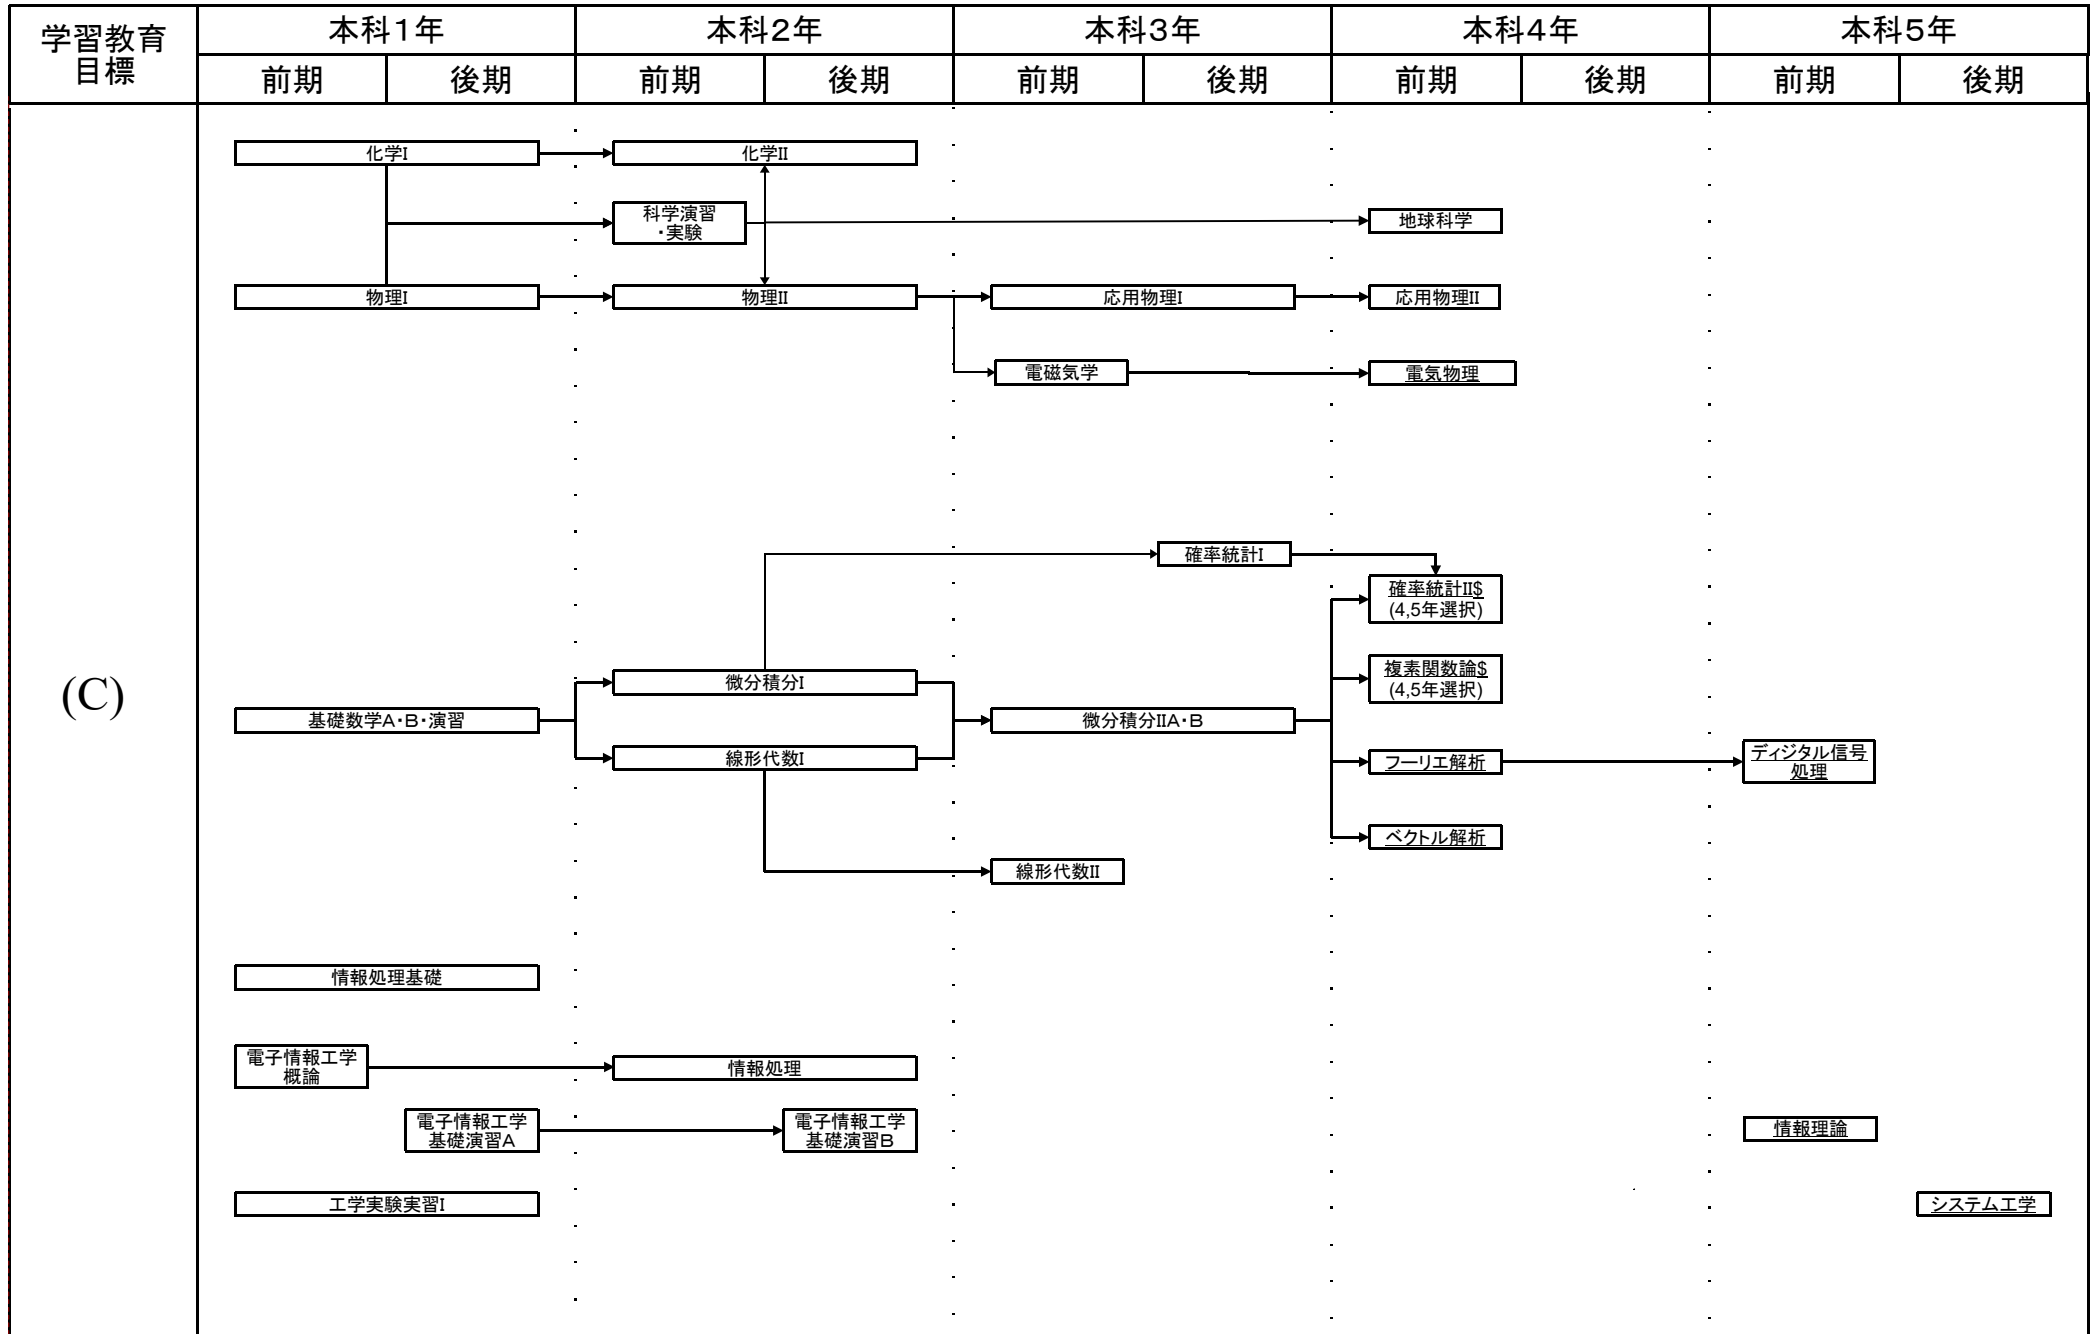 学習教育
目標
本科1年
本科2年
本科3年
本科4年
本科5年
前期
後期
前期
後期
前期
後期
前期
後期
前期
後期
(C)
化学I
化学II
科学演習
・実験
地球科学
物理I
物理II
応用物理I
応用物理II
電磁気学
電気物理
確率統計I
確率統計II$
(4,5年選択)
複素関数論$
(4,5年選択)
微分積分I
基礎数学A・B・演習
微分積分IIA・B
線形代数I
フーリエ解析
ディジタル信号
処理
ベクトル解析
線形代数II
情報処理基礎
電子情報工学
概論
情報処理
電子情報工学
基礎演習A
電子情報工学
基礎演習B
情報理論
工学実験実習I
システム工学